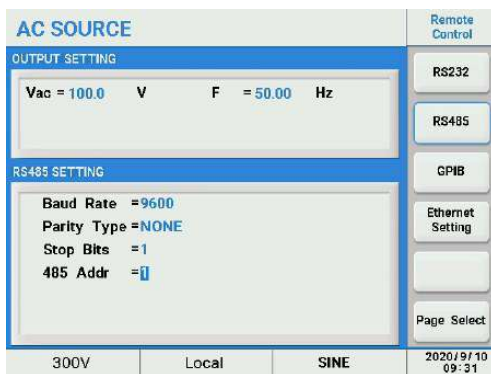 AC SOURCE
OUTPUT SETTING
Vac = 100.0 V F = 50.00 Hz
RS485 SETTING
Baud Rate =9600
Parity Type =NONE
Stop Bits =1
485 Addr =1
300V Local SINE
Remote
Control
RS232
RS485
GPIB
Ethernet
Setting
Page Select
2020/9/10
09:31